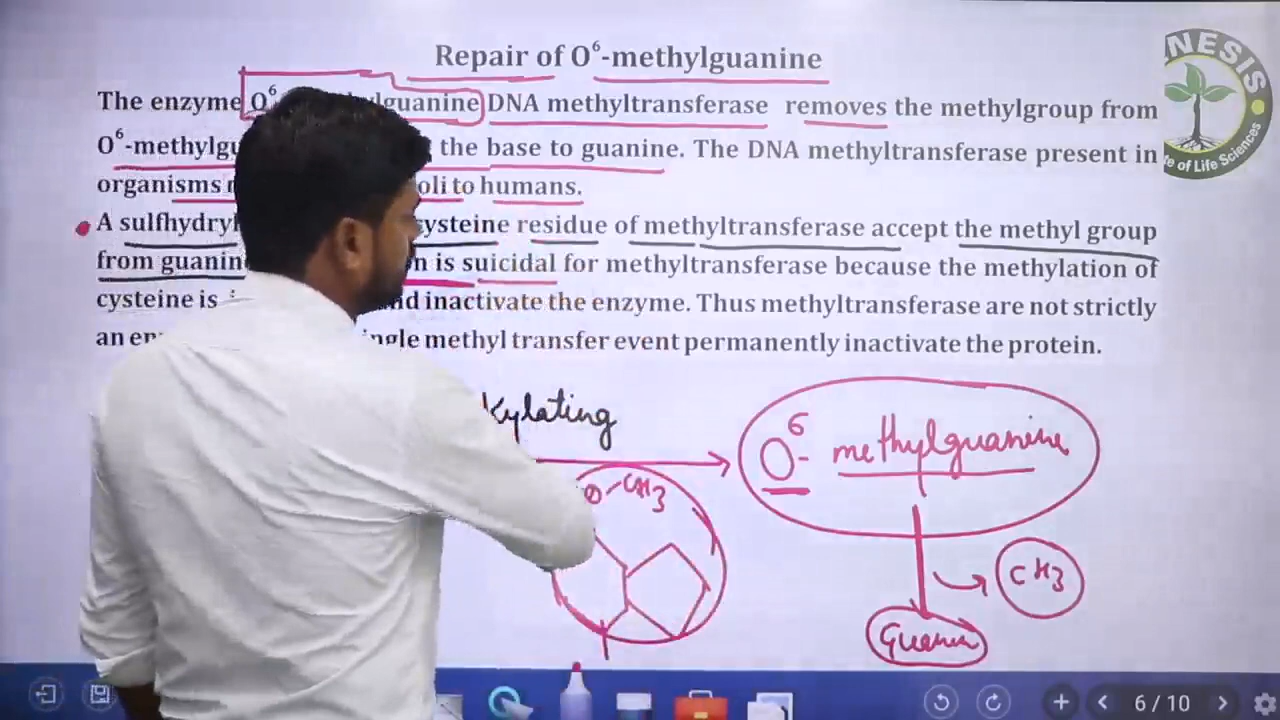 Repair of O⁶-methylguanine
The enzyme O⁶ guanine DNA methyltransferase removes the methylgroup from
O⁶-methylgu the base to guanine. The DNA methyltransferase present in
organisms oli to humans.
A sulfhydryl ysteine residue of methyltransferase accept the methyl group
from guanin n is suicidal for methyltransferase because the methylation of
cysteine is nd inactivate the enzyme. Thus methyltransferase are not strictly
an en ngle methyl transfer event permanently inactivate the protein.
kylating
O⁶- methylguanine
O-CH3
CH3
Guanin
NESIS
te of Life Sciences
6 / 10